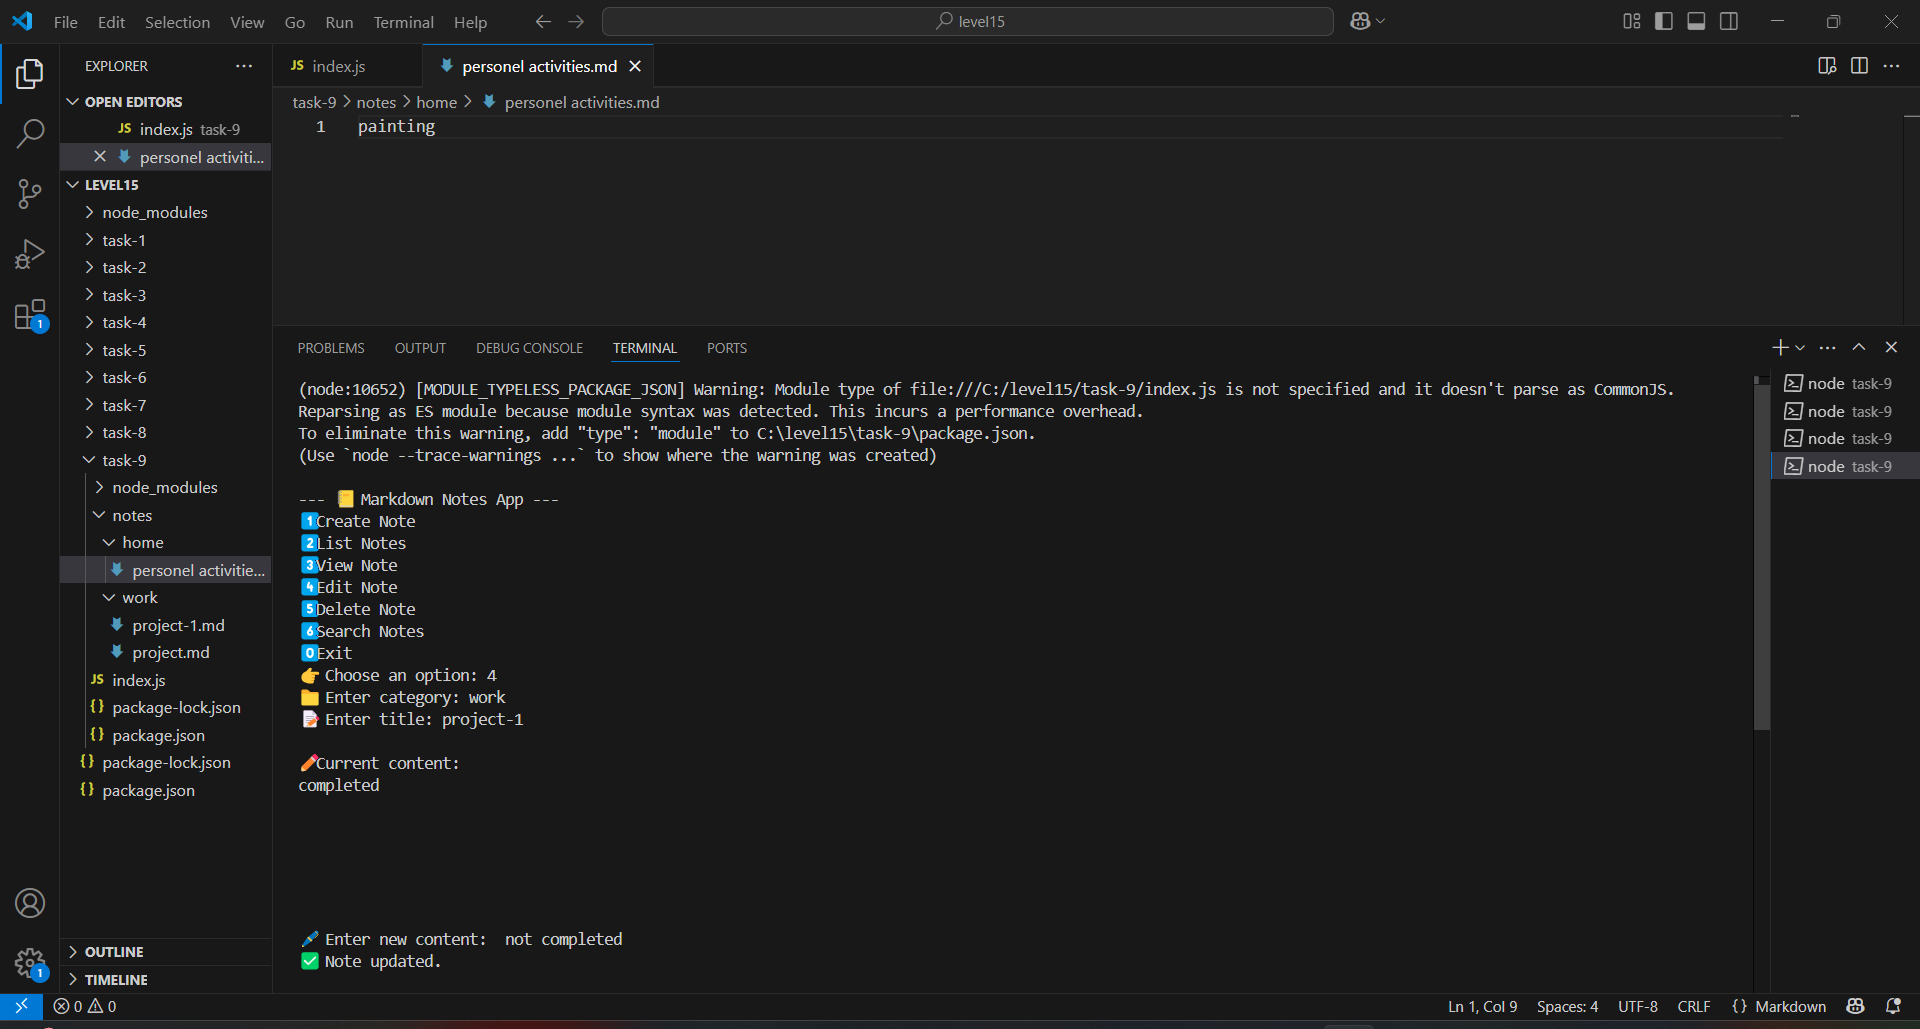 File Edit Selection View Go Run Terminal Help
level15
EXPLORER
OPEN EDITORS
JS index.js task-9
personel activiti...
LEVEL15
node_modules
task-1
task-2
task-3
task-4
task-5
task-6
task-7
task-8
task-9
node_modules
notes
home
personel activitie...
work
project-1.md
project.md
JS index.js
{} package-lock.json
{} package.json
{} package-lock.json
{} package.json
OUTLINE
TIMELINE
1
1
JS index.js
personel activities.md
task-9 > notes > home > personel activities.md
1 painting
PROBLEMS OUTPUT DEBUG CONSOLE TERMINAL PORTS
(node:10652) [MODULE_TYPELESS_PACKAGE_JSON] Warning: Module type of file:///C:/level15/task-9/index.js is not specified and it doesn't parse as CommonJS.
Reparsing as ES module because module syntax was detected. This incurs a performance overhead.
To eliminate this warning, add "type": "module" to C:\level15\task-9\package.json.
(Use `node --trace-warnings ...` to show where the warning was created)
--- 📒 Markdown Notes App ---
1️⃣Create Note
2️⃣List Notes
3️⃣View Note
4️⃣Edit Note
5️⃣Delete Note
6️⃣Search Notes
0️⃣Exit
👉 Choose an option: 4
📁 Enter category: work
📝 Enter title: project-1
✏️Current content:
completed
🖊️ Enter new content:  not completed
✅ Note updated.
node task-9
node task-9
node task-9
node task-9
0 0
Ln 1, Col 9 Spaces: 4 UTF-8 CRLF {} Markdown